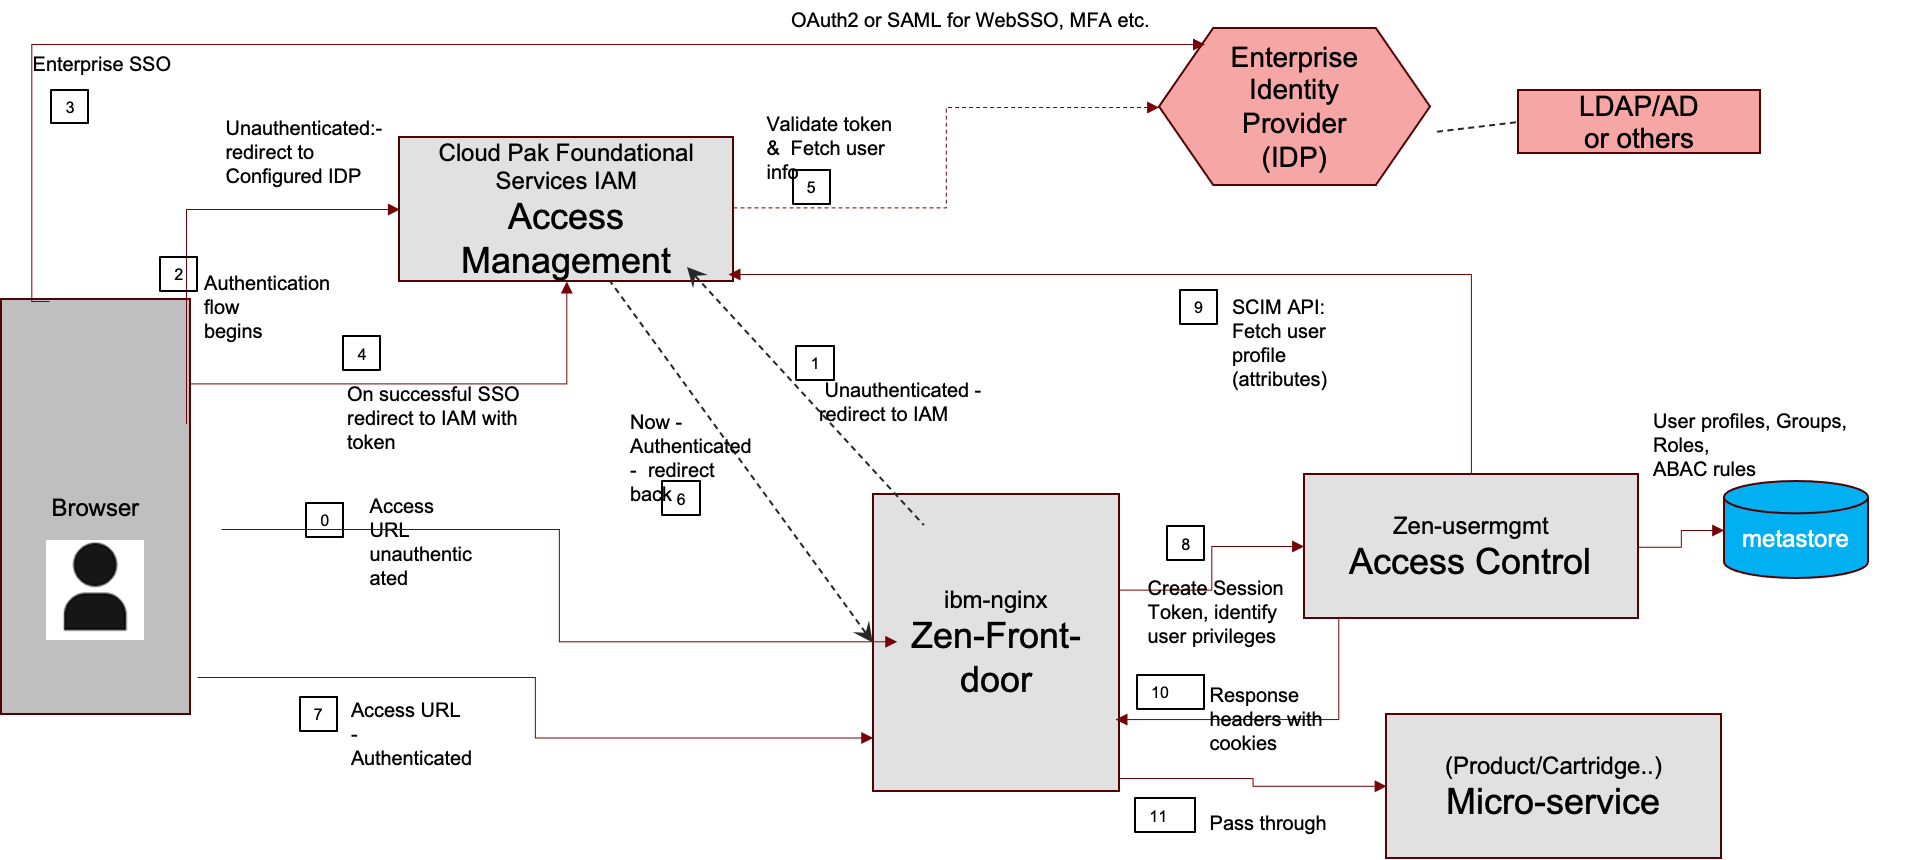 OAuth2 or SAML for WebSSO, MFA etc.
Enterprise SSO
3
Enterprise
Identity
Provider
(IDP)
LDAP/AD
or others
Unauthenticated:-
redirect to
Configured IDP
Cloud Pak Foundational
Services IAM
Access
Management
Validate token
& Fetch user
info
5
2
Authentication
flow
begins
4
On successful SSO
redirect to IAM with
token
1
Unauthenticated -
redirect to IAM
9
SCIM API:
Fetch user
profile
(attributes)
Now -
Authenticated
- redirect
back
6
User profiles, Groups,
Roles,
ABAC rules
metastore
Browser
0
Access
URL
unauthentic
ated
Zen-usermgmt
Access Control
8
Create Session
Token, identify
user privileges
ibm-nginx
Zen-Front-
door
7
Access URL
-
Authenticated
10
Response
headers with
cookies
(Product/Cartridge..)
Micro-service
11
Pass through